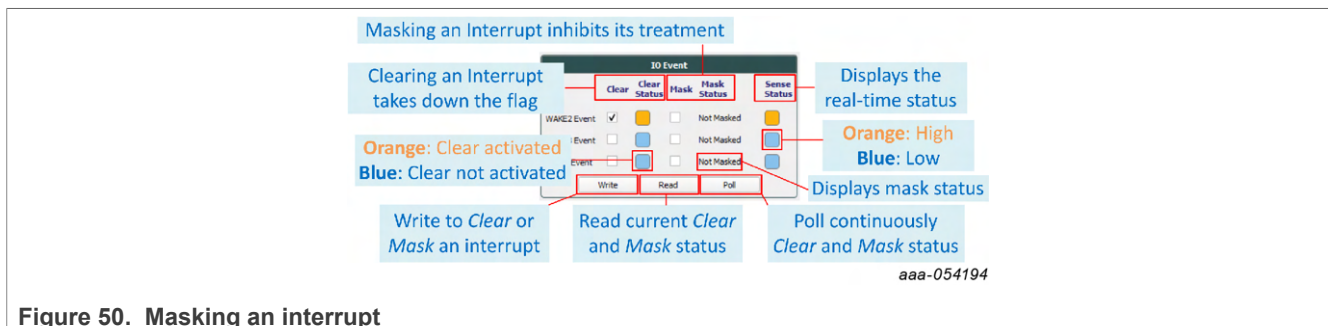 Masking an Interrupt inhibits its treatment
IO Event
Clearing an Interrupt
takes down the flag
Clear Clear Status Mask Mask Status Sense Status
Displays the
real-time status
WAKE2 Event Not Masked
Event Not Masked
Event Not Masked
Orange: Clear activated
Blue: Clear not activated
Orange: High
Blue: Low
Write Read Poll
Displays mask status
Write to Clear or
Mask an interrupt
Read current Clear
and Mask status
Poll continuously
Clear and Mask status
aaa-054194
Figure 50. Masking an interrupt